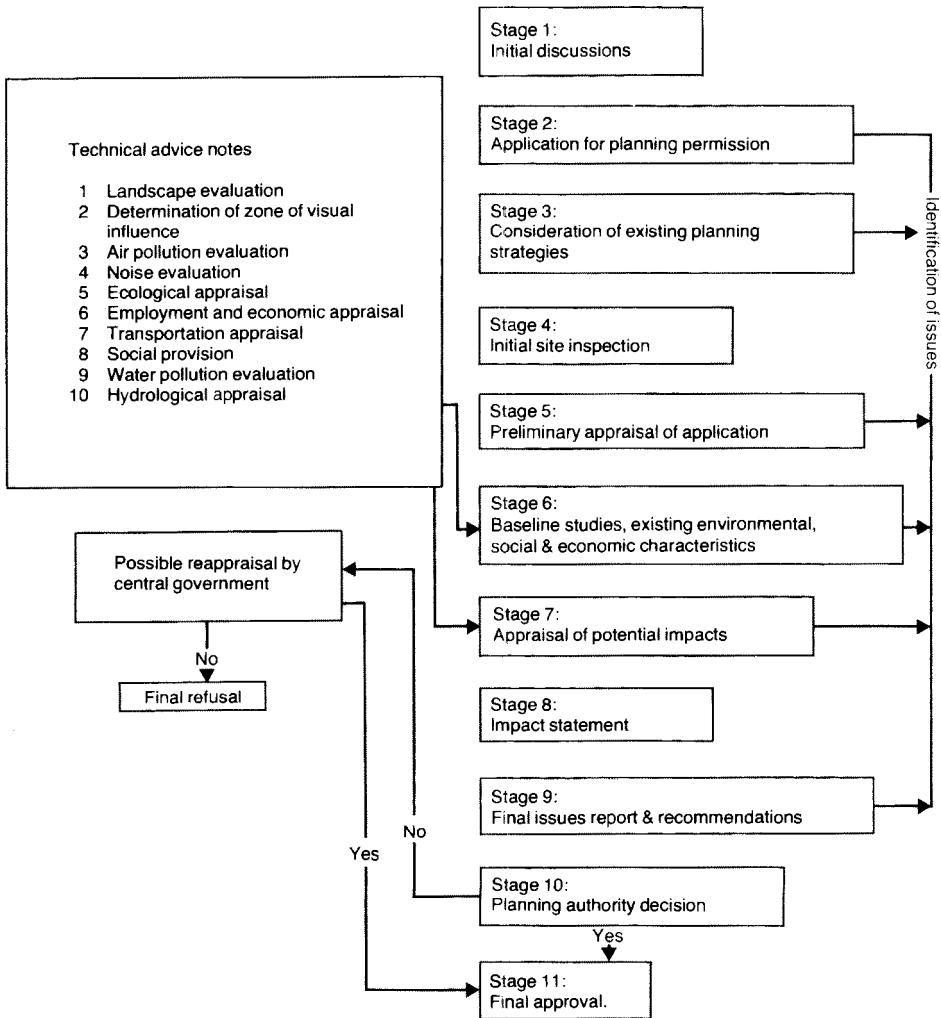 Stage 1:
Initial discussions
Technical advice notes
1 Landscape evaluation
2 Determination of zone of visual
influence
3 Air pollution evaluation
4 Noise evaluation
5 Ecological appraisal
6 Employment and economic appraisal
7 Transportation appraisal
8 Social provision
9 Water pollution evaluation
10 Hydrological appraisal
Stage 2:
Application for planning permission
Stage 3:
Consideration of existing planning
strategies
Identification of issues
Stage 4:
Initial site inspection
Stage 5:
Preliminary appraisal of application
Stage 6:
Baseline studies, existing environmental,
social & economic characteristics
Possible reappraisal by
central government
No
Final refusal
Stage 7:
Appraisal of potential impacts
Stage 8:
Impact statement
Stage 9:
Final issues report & recommendations
Yes
No
Stage 10:
Planning authority decision
Yes
Stage 11:
Final approval.